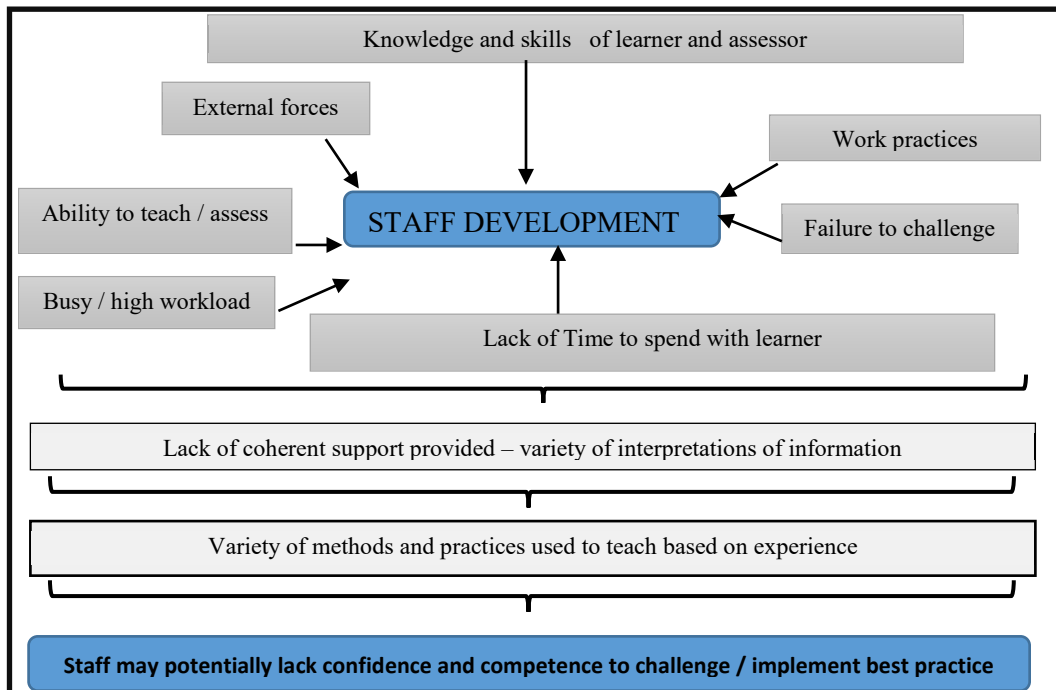 Knowledge and skills of learner and assessor
External forces
Work practices
Ability to teach / assess
STAFF DEVELOPMENT
Failure to challenge
Busy / high workload
Lack of Time to spend with learner
Lack of coherent support provided – variety of interpretations of information
Variety of methods and practices used to teach based on experience
Staff may potentially lack confidence and competence to challenge / implement best practice